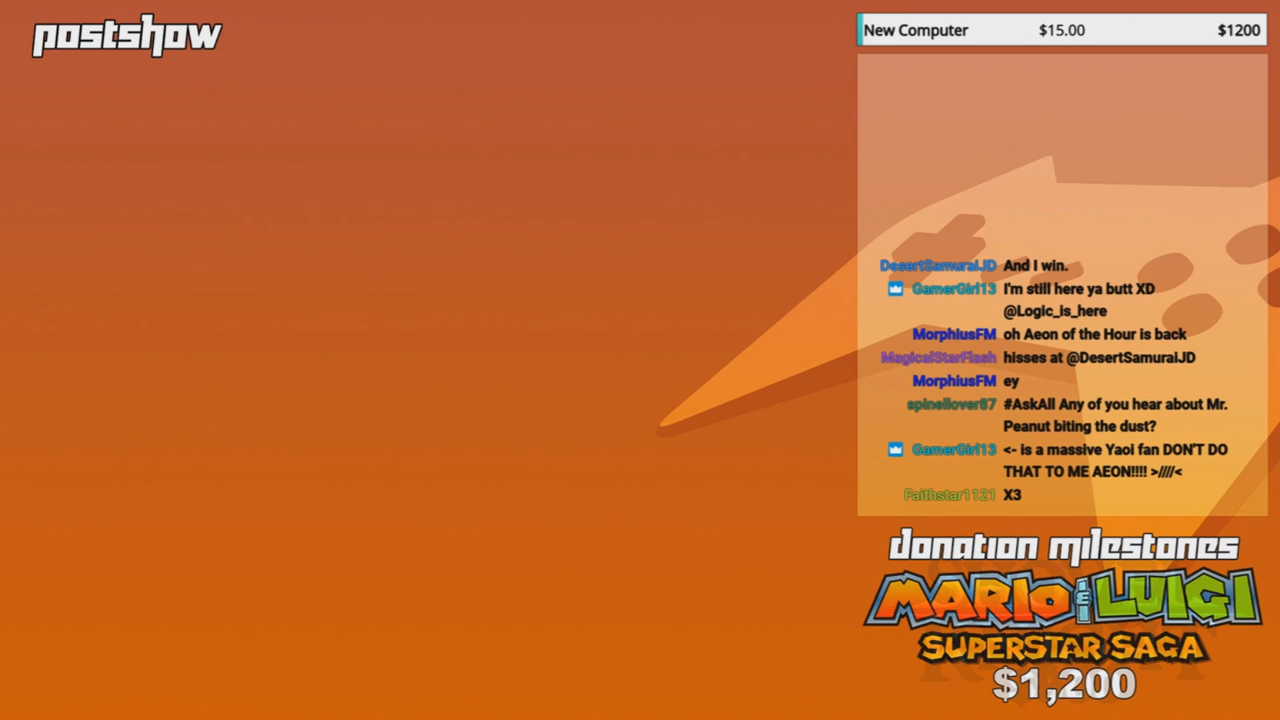 postshow
New Computer $15.00 $1200
DesertSamuraiJD And I win.
GamerGirl13 I'm still here ya butt XD
@Logic_is_here
MorphiusFM oh Aeon of the Hour is back
MagicalStarFlash hisses at @DesertSamuraiJD
MorphiusFM ey
spinellover87 #AskAll Any of you hear about Mr.
Peanut biting the dust?
GamerGirl13 <- is a massive Yaoi fan DON'T DO
THAT TO ME AEON!!!! >////<
Faithstar1121 X3
donation milestones
MARIO & LUIGI
SUPERSTAR SAGA
$1,200